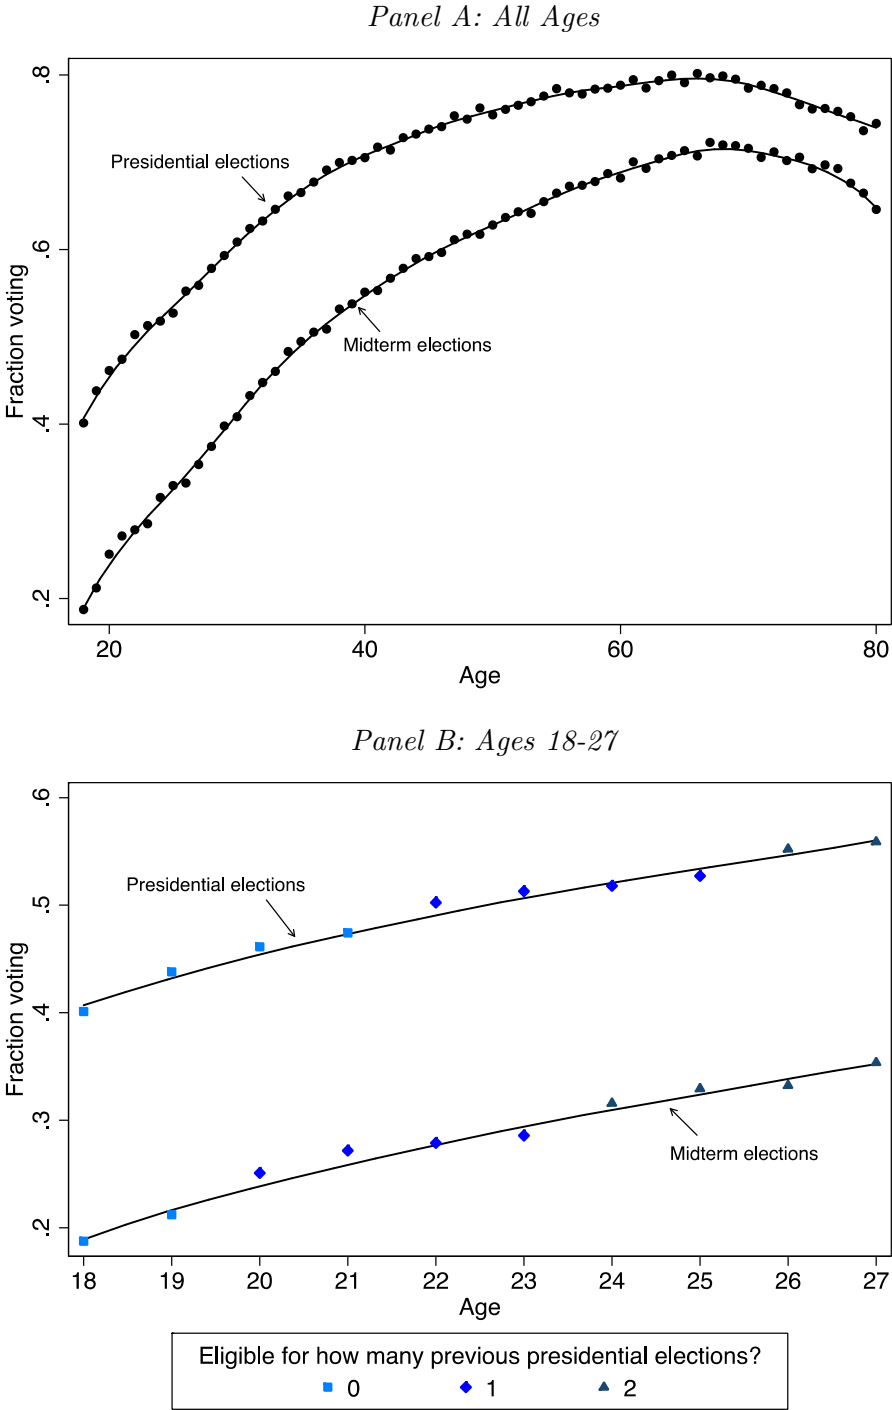 Panel A: All Ages
.8
Presidential elections
.6
Fraction voting
Midterm elections
.4
.2
20 40 60 80
Age
Panel B: Ages 18-27
.6
Presidential elections
.5
Fraction voting
.4
.3
Midterm elections
.2
18 19 20 21 22 23 24 25 26 27
Age
Eligible for how many previous presidential elections?
0 1 2